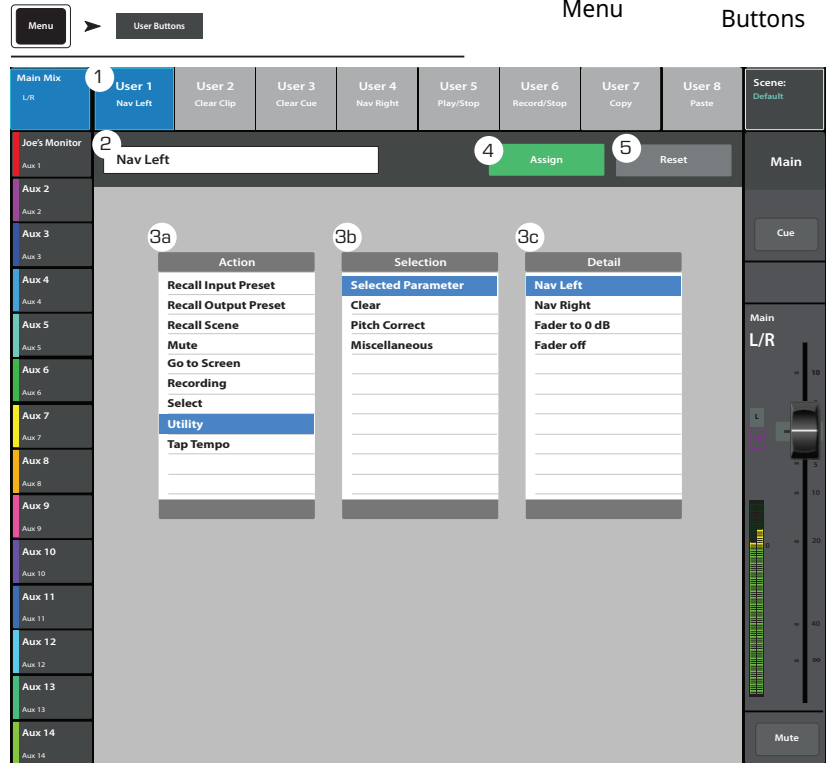 Menu
Menu
User Buttons
Buttons
Main Mix
L/R
1
User 1
Nav Left
User 2
Clear Clip
User 3
Clear Cue
User 4
Nav Right
User 5
Play/Stop
User 6
Record/Stop
User 7
Copy
User 8
Paste
Scene:
Default
Joe's Monitor
Aux 1
2
Nav Left
4
Assign
5
Reset
Main
Aux 2
Aux 2
Aux 3
Aux 3
Aux 4
Aux 4
Aux 5
Aux 5
Aux 6
Aux 6
Aux 7
Aux 7
Aux 8
Aux 8
Aux 9
Aux 9
Aux 10
Aux 10
Aux 11
Aux 11
Aux 12
Aux 12
Aux 13
Aux 13
Aux 14
Aux 14
3a
Action
Recall Input Preset
Recall Output Preset
Recall Scene
Mute
Go to Screen
Recording
Select
Utility
Tap Tempo
3b
Selection
Selected Parameter
Clear
Pitch Correct
Miscellaneous
3c
Detail
Nav Left
Nav Right
Fader to 0 dB
Fader off
Cue
Main
L/R
10
L
5
10
0
20
40
∞
Mute